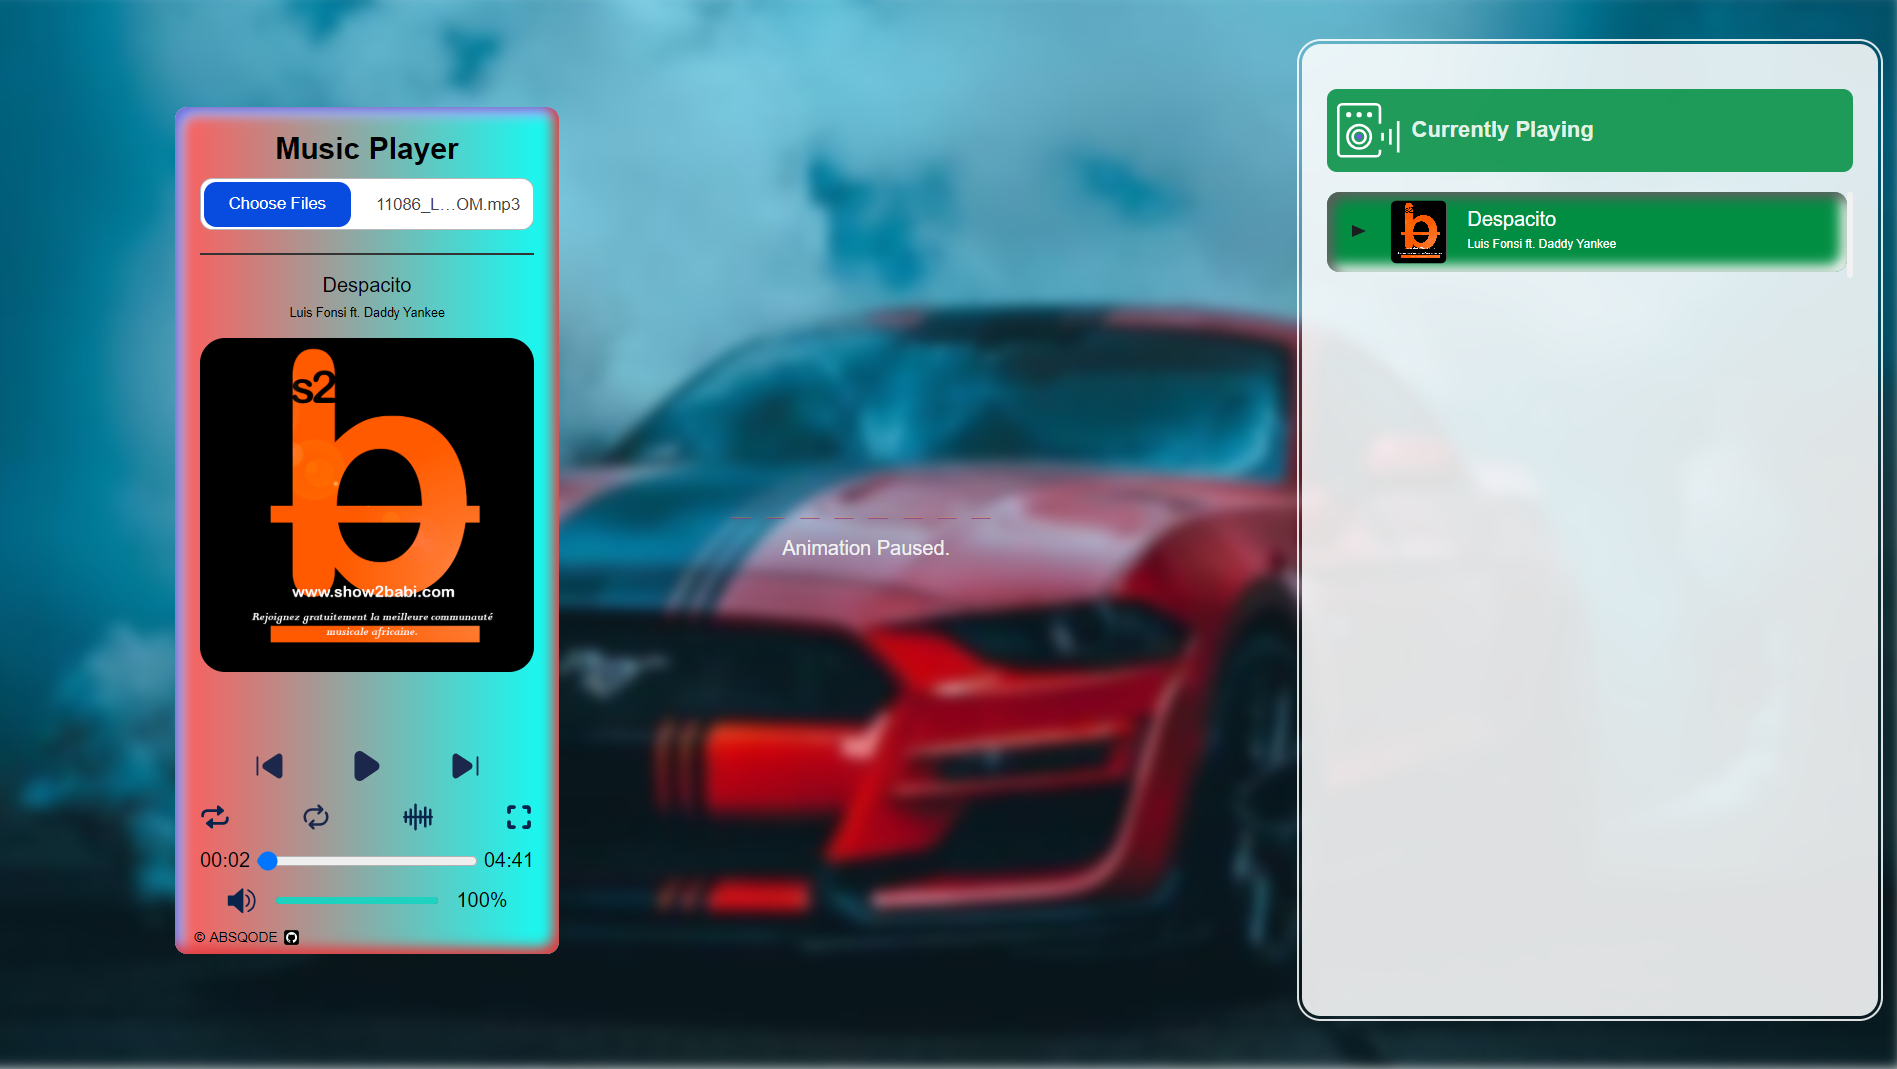 Music Player
Choose Files
11086_L...OM.mp3
Despacito
Luis Fonsi ft. Daddy Yankee
s2
b
www.show2babi.com
Rejoignez gratuitement la meilleure communauté
musicale africaine.
00:02
04:41
100%
© ABSQODE
Animation Paused.
Currently Playing
Despacito
Luis Fonsi ft. Daddy Yankee